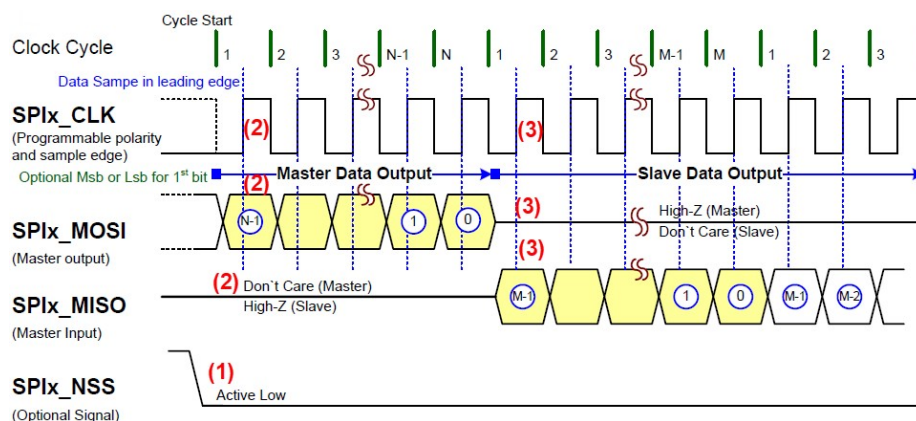 Cycle Start
Clock Cycle 1 2 3 N-1 N 1 2 3 M-1 M 1 2 3
Data Sampe in leading edge
SPIx_CLK (2) (3)
(Programmable polarity
and sample edge)
Optional Msb or Lsb for 1st bit Master Data Output Slave Data Output
(2)
SPIx_MOSI N-1 1 0 (3) High-Z (Master)
Don`t Care (Slave)
(Master output)
(3)
(2) Don`t Care (Master)
SPIx_MISO High-Z (Slave) M-1 1 0 M-1 M-2
(Master Input)
(1)
SPIx_NSS Active Low
(Optional Signal)